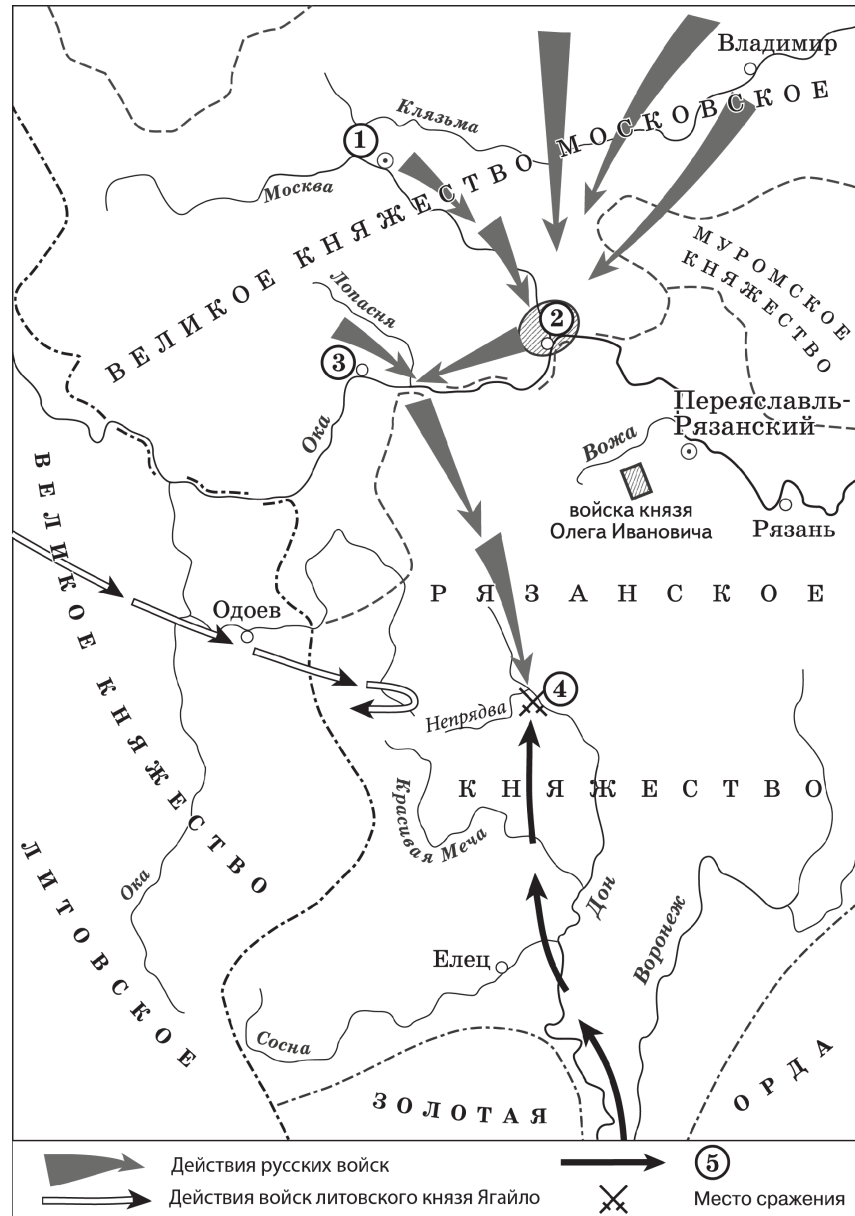 Владимир
Клязьма
1
Москва
ВЕЛИКОЕ КНЯЖЕСТВО МОСКОВСКОЕ
МУРОМСКОЕ
КНЯЖЕСТВО
Лопасня
2
3
Ока
Переяславль-
Рязанский
Вожа
войска князя
Олега Ивановича
Рязань
ВЕЛИКОЕ КНЯЖЕСТВО
ЛИТОВСКОЕ
Одоев
РЯЗАНСКОЕ
4
Непрядва
КНЯЖЕСТВО
Красивая Меча
Ока
Дон
Воронеж
Елец
Сосна
ЗОЛОТАЯ
ОРДА
Действия русских войск
5
Действия войск литовского князя Ягайло
Место сражения